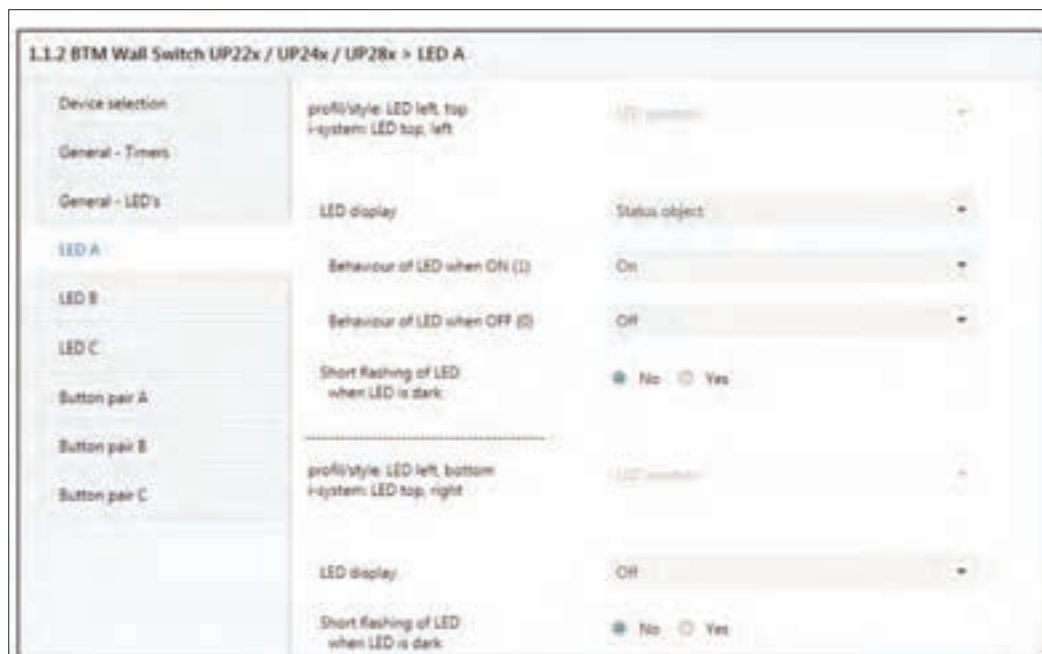 1.1.2 BTM Wall Switch UP22x / UP24x / UP28x > LED A
Device selection
General - Timers
General - LED's
LED A
LED B
LED C
Button pair A
Button pair B
Button pair C
profil/style: LED left, top
i-system: LED top, left
LED display
Status object
Behaviour of LED when ON (1)
On
Behaviour of LED when OFF (0)
Off
Short flashing of LED
when LED is dark
No
Yes
profil/style: LED left, bottom
i-system: LED top, right
LED display
Off
Short flashing of LED
when LED is dark
No
Yes